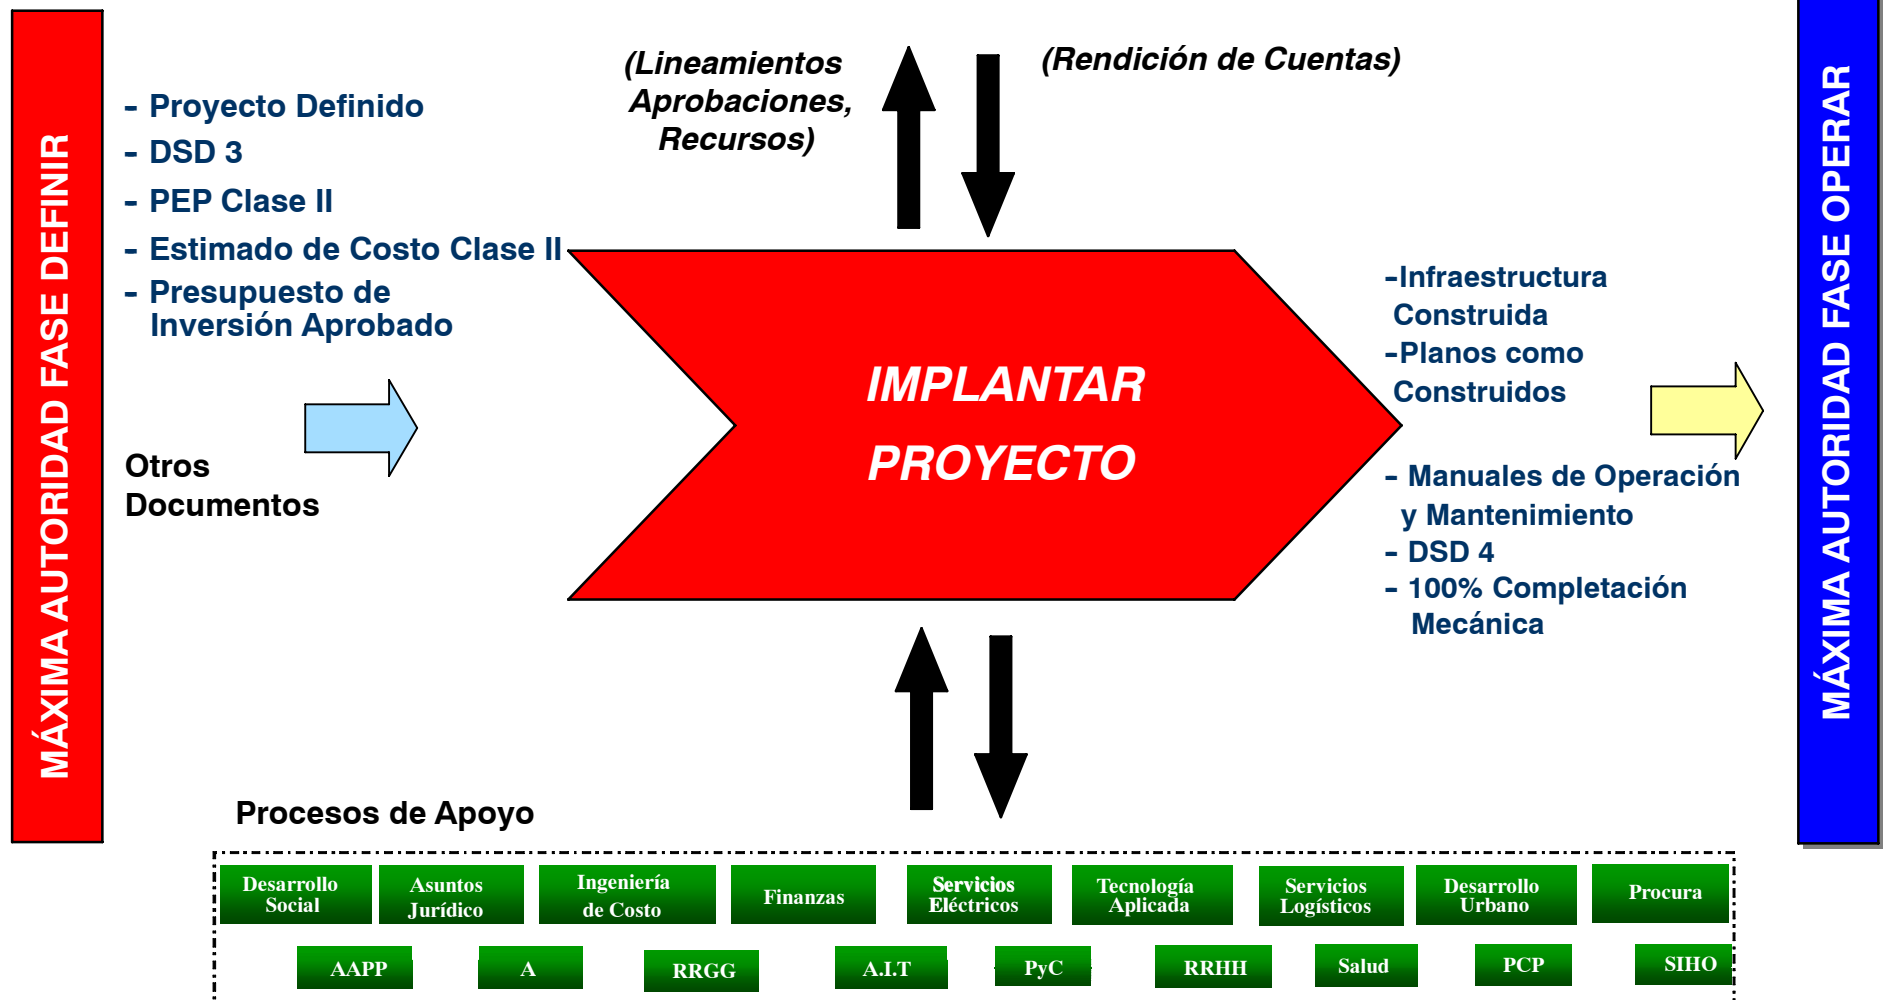 MÁXIMA AUTORIDAD FASE DEFINIR
- Proyecto Definido
- DSD 3
- PEP Clase II
- Estimado de Costo Clase II
- Presupuesto de
Inversión Aprobado
Otros
Documentos
(Lineamientos
Aprobaciones,
Recursos)
(Rendición de Cuentas)
IMPLANTAR
PROYECTO
-Infraestructura
Construida
-Planos como
Construidos
- Manuales de Operación
y Mantenimiento
- DSD 4
- 100% Completación
Mecánica
MÁXIMA AUTORIDAD FASE OPERAR
Procesos de Apoyo
Desarrollo
Social
Asuntos
Jurídico
Ingeniería
de Costo
Finanzas
Servicios
Eléctricos
Tecnología
Aplicada
Servicios
Logísticos
Desarrollo
Urbano
Procura
AAPP
A
RRGG
A.I.T
PyC
RRHH
Salud
PCP
SIHO